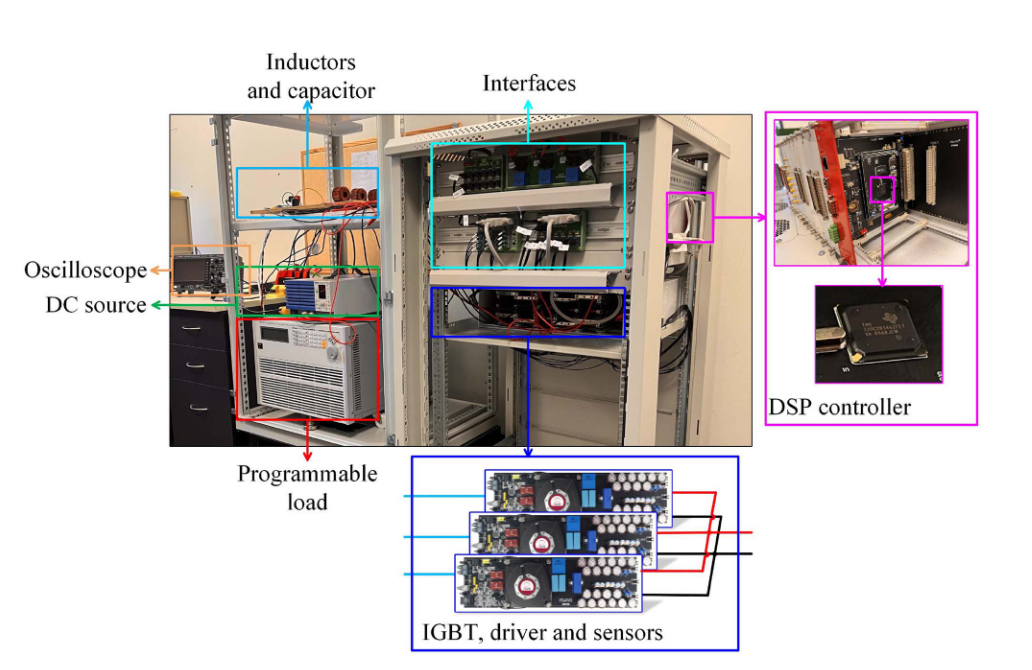 Inductors
and capacitor
Interfaces
Oscilloscope
DC source
DSP controller
Programmable
load
IGBT, driver and sensors